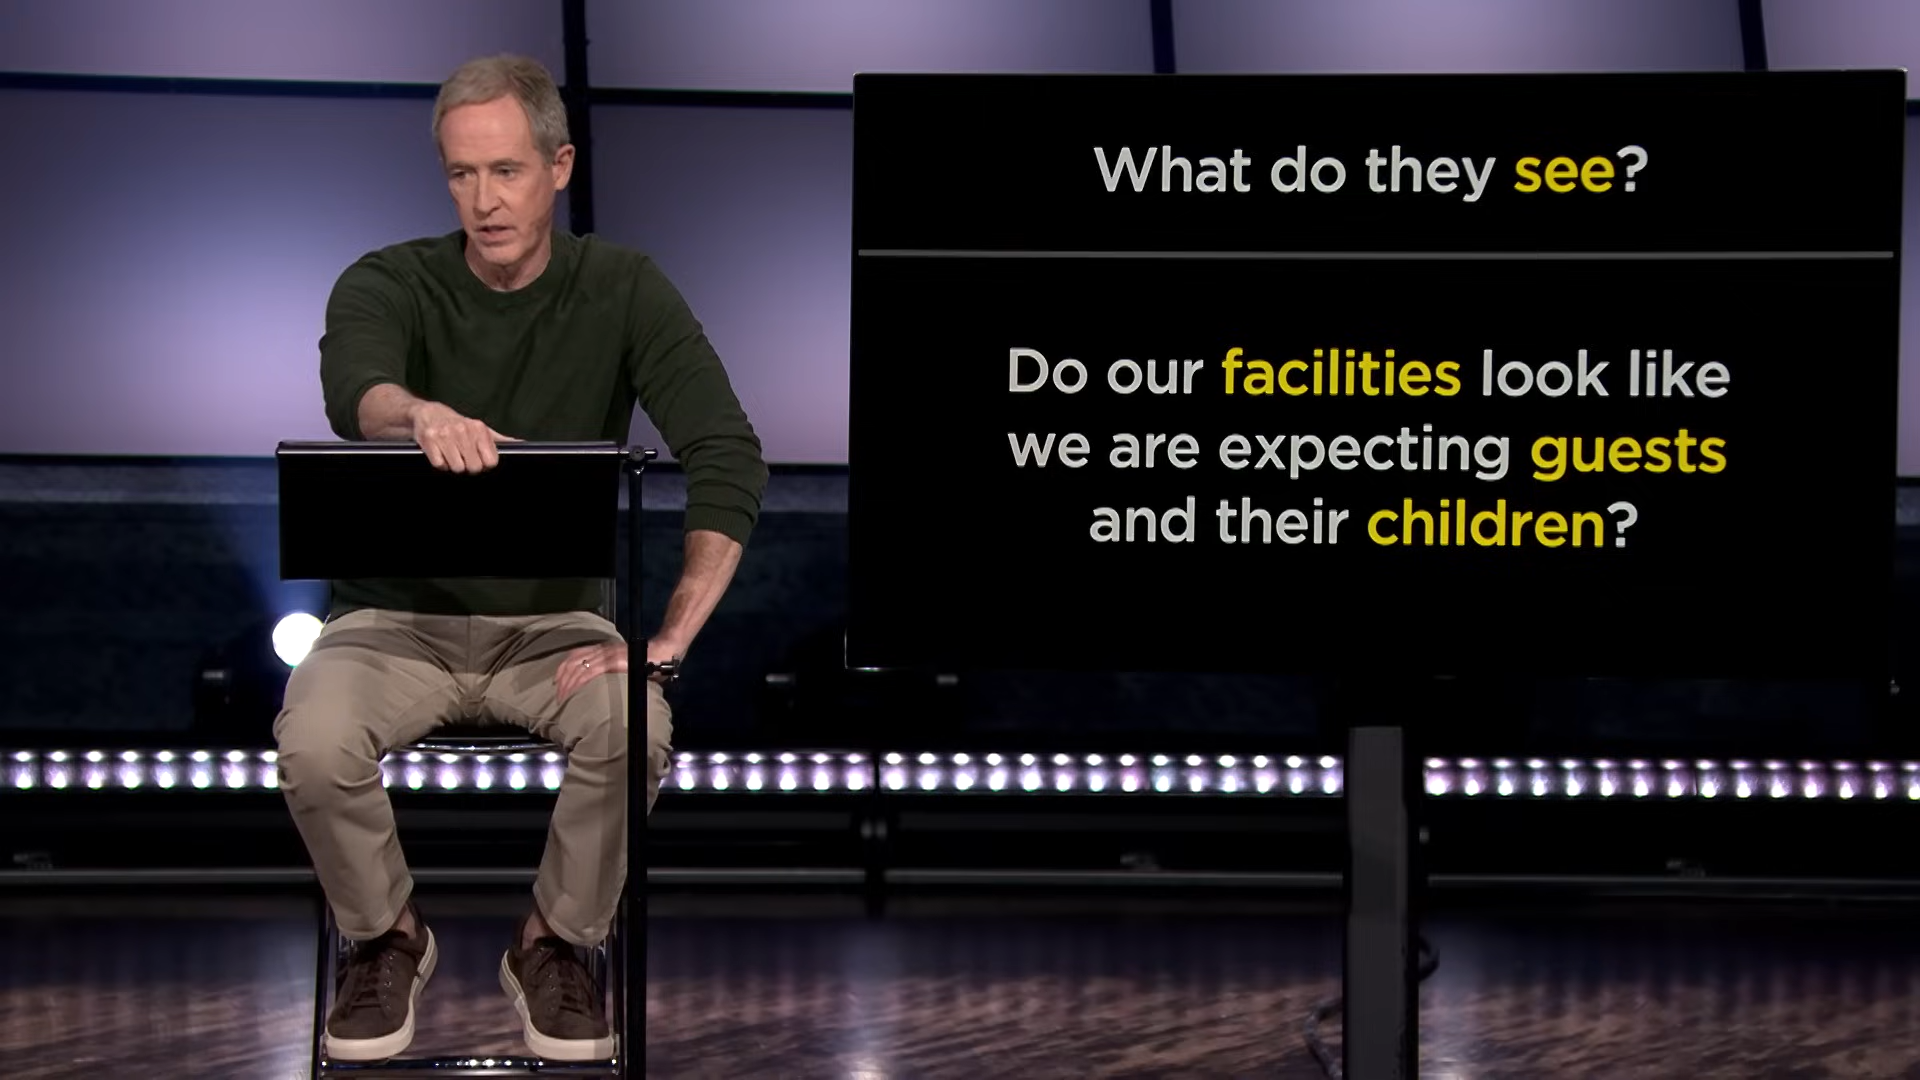 What do they see?
Do our facilities look like
we are expecting guests
and their children?